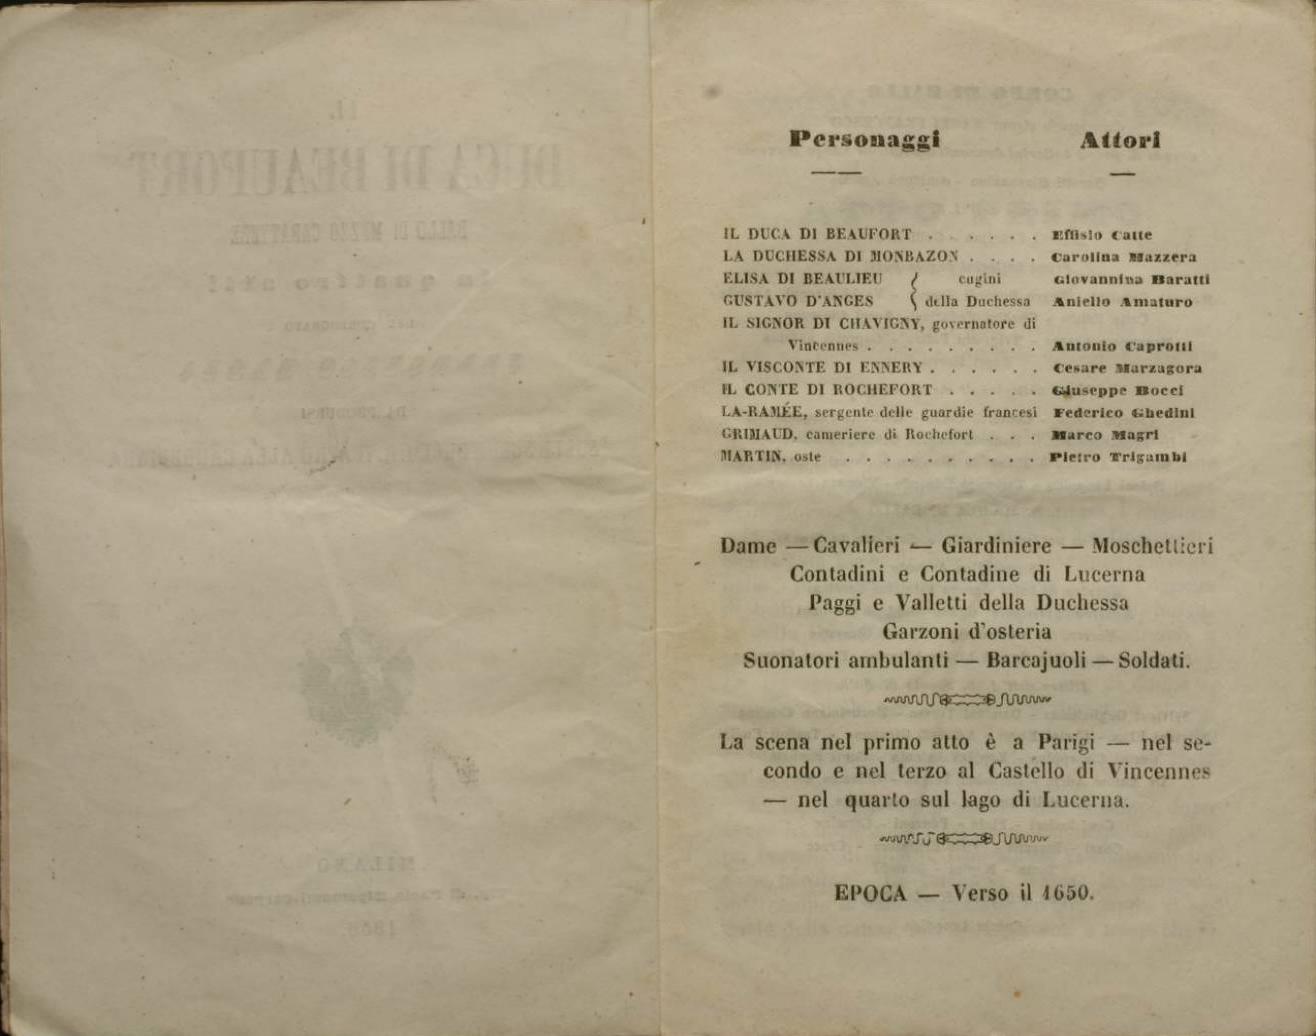 Personaggi Attori
IL DUCA DI BEAUFORT . . . . . . Effisio Catte
LA DUCHESSA DI MONBAZON . . . . Carolina Mazzera
ELISA DI BEAULIEU { cugini Giovannina Baratti
GUSTAVO D'ANGES { della Duchessa Aniello Amaturo
IL SIGNOR DI CHAVIGNY, governatore di
Vincennes . . . . . . . . . Antonio Caprotti
IL VISCONTE DI ENNERY . . . . . . Cesare Marzagora
IL CONTE DI ROCHEFORT . . . . . Giuseppe Bocci
LA-RAMÉE, sergente delle guardie francesi Federico Ghedini
GRIMAUD, cameriere di Rochefort . . . Marco Magri
MARTIN, oste . . . . . . . . . . Pietro Trigambi
Dame — Cavalieri — Giardiniere — Moschettieri
Contadini e Contadine di Lucerna
Paggi e Valletti della Duchessa
Garzoni d'osteria
Suonatori ambulanti — Barcajuoli — Soldati.
La scena nel primo atto è a Parigi — nel se-
condo e nel terzo al Castello di Vincennes
— nel quarto sul lago di Lucerna.
EPOCA — Verso il 1650.